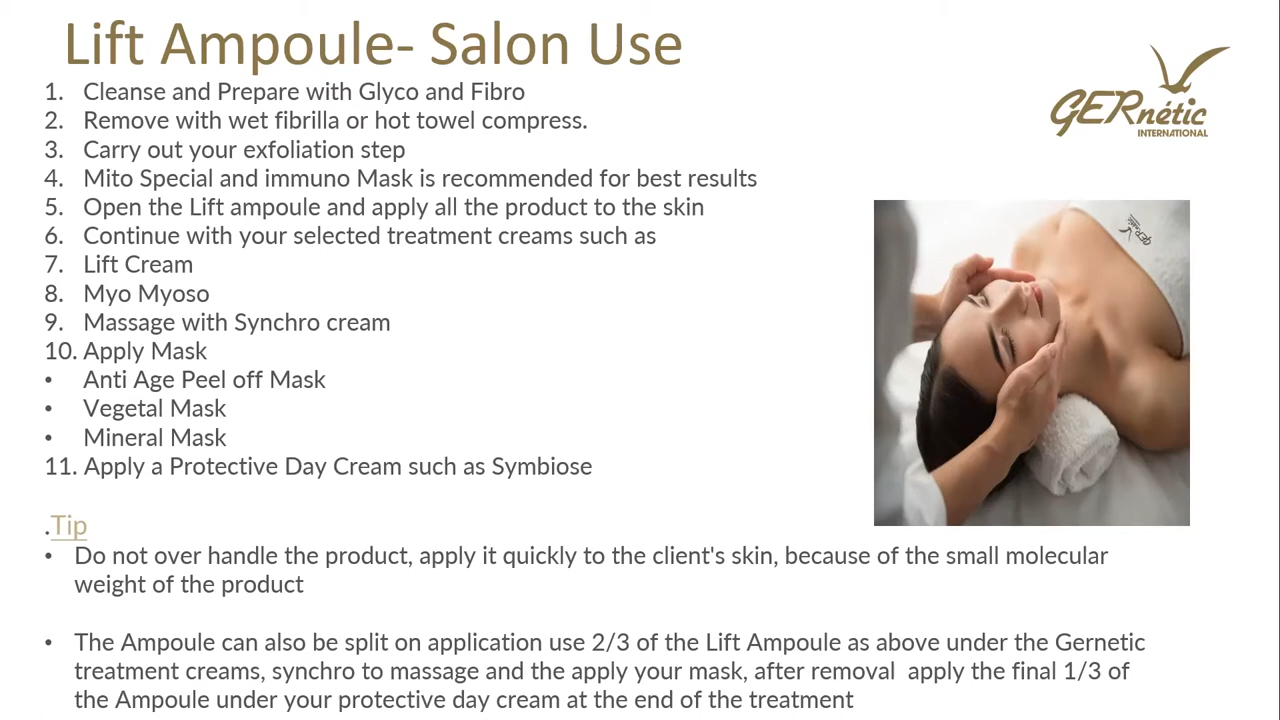 Lift Ampoule- Salon Use
GERnétic
INTERNATIONAL
1. Cleanse and Prepare with Glyco and Fibro
2. Remove with wet fibrilla or hot towel compress.
3. Carry out your exfoliation step
4. Mito Special and immuno Mask is recommended for best results
5. Open the Lift ampoule and apply all the product to the skin
6. Continue with your selected treatment creams such as
7. Lift Cream
8. Myo Myoso
9. Massage with Synchro cream
10. Apply Mask
• Anti Age Peel off Mask
• Vegetal Mask
• Mineral Mask
11. Apply a Protective Day Cream such as Symbiose
.Tip
• Do not over handle the product, apply it quickly to the client's skin, because of the small molecular
weight of the product
• The Ampoule can also be split on application use 2/3 of the Lift Ampoule as above under the Gernetic
treatment creams, synchro to massage and the apply your mask, after removal  apply the final 1/3 of
the Ampoule under your protective day cream at the end of the treatment